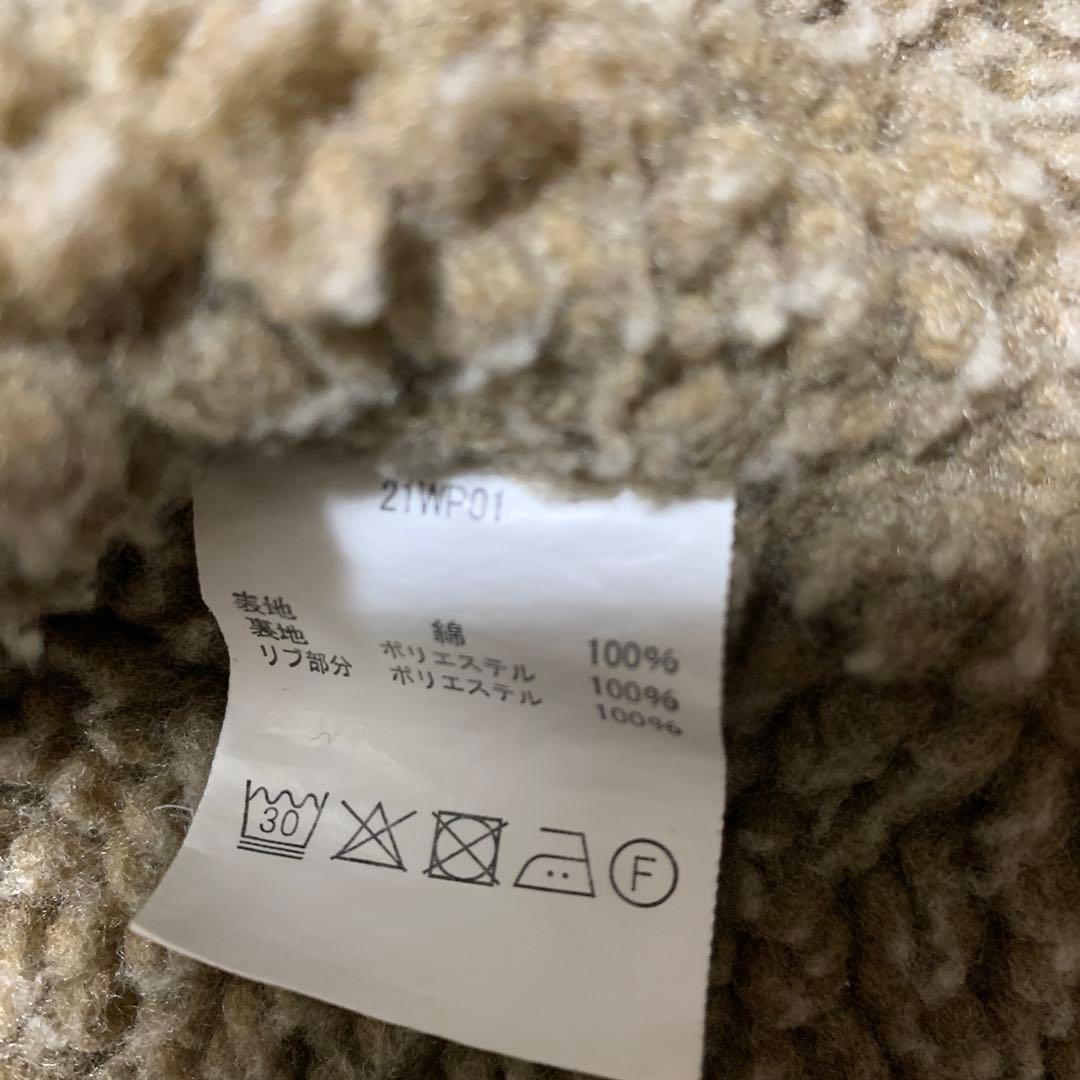 21WP01
表地 綿 100%
裏地 ポリエステル 100%
リブ部分 ポリエステル 100%
30
F